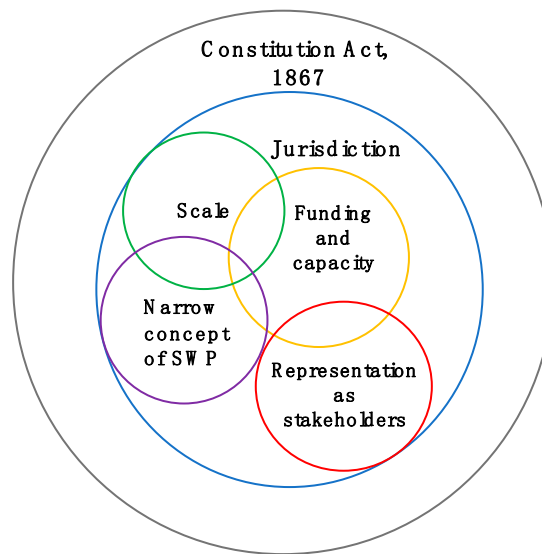 Constitution Act,
1867
Jurisdiction
Scale
Funding
and
capacity
Narrow
concept
of SWP
Representation
as
stakeholders